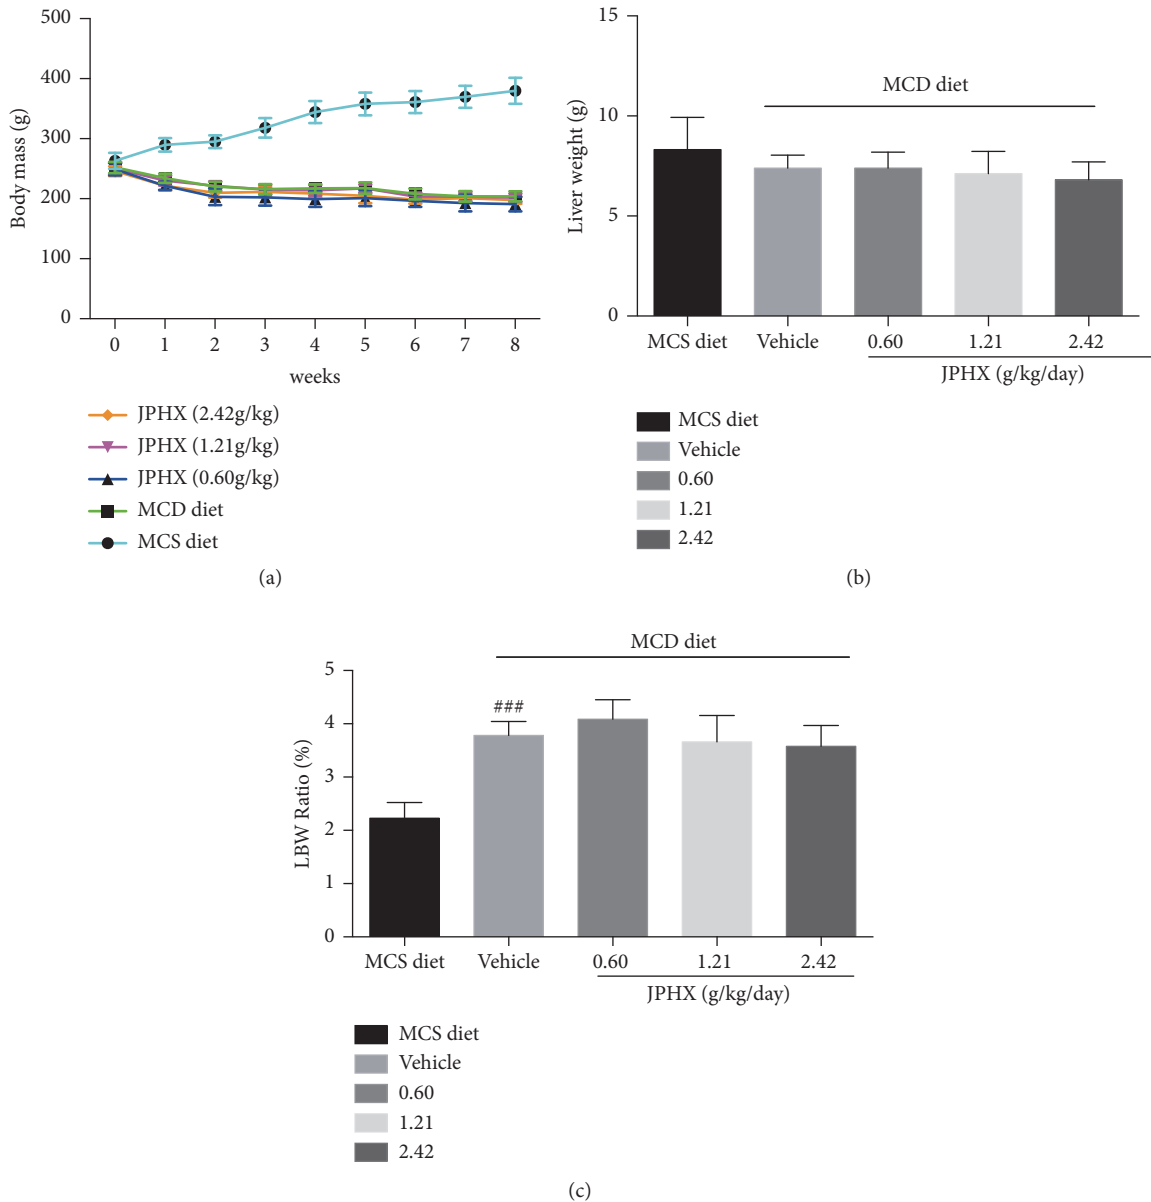 500
400
300
200
100
0
Body mass (g)
0 1 2 3 4 5 6 7 8
weeks
JPHX (2.42g/kg)
JPHX (1.21g/kg)
JPHX (0.60g/kg)
MCD diet
MCS diet
(a)
15
10
5
0
Liver weight (g)
MCD diet
MCS diet Vehicle 0.60 1.21 2.42
JPHX (g/kg/day)
MCS diet
Vehicle
0.60
1.21
2.42
(b)
MCD diet
5
4
3
2
1
0
LBW Ratio (%)
###
MCS diet Vehicle 0.60 1.21 2.42
JPHX (g/kg/day)
MCS diet
Vehicle
0.60
1.21
2.42
(c)